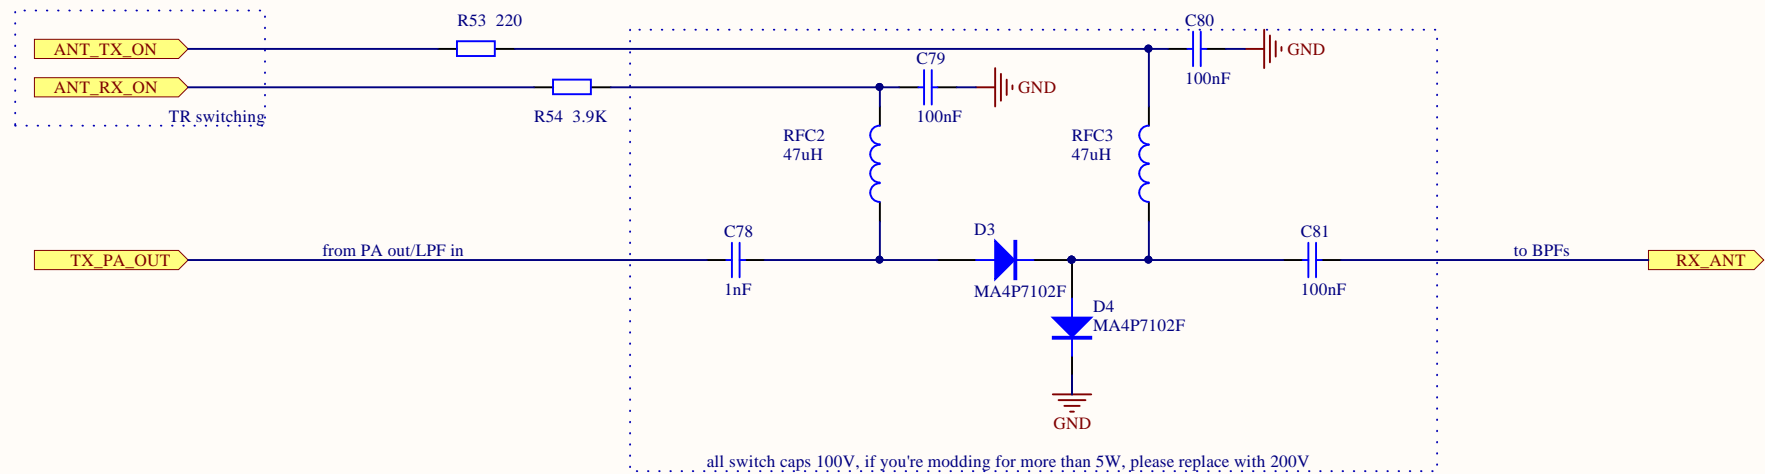 R53 220
C80
ANT_TX_ON
GND
C79
100nF
ANT_RX_ON
GND
TR switching
R54 3.9K
100nF
RFC2
47uH
RFC3
47uH
C78
D3
C81
from PA out/LPF in
to BPFs
TX_PA_OUT
RX_ANT
1nF
MA4P7102F
100nF
D4
MA4P7102F
GND
all switch caps 100V, if you're modding for more than 5W, please replace with 200V